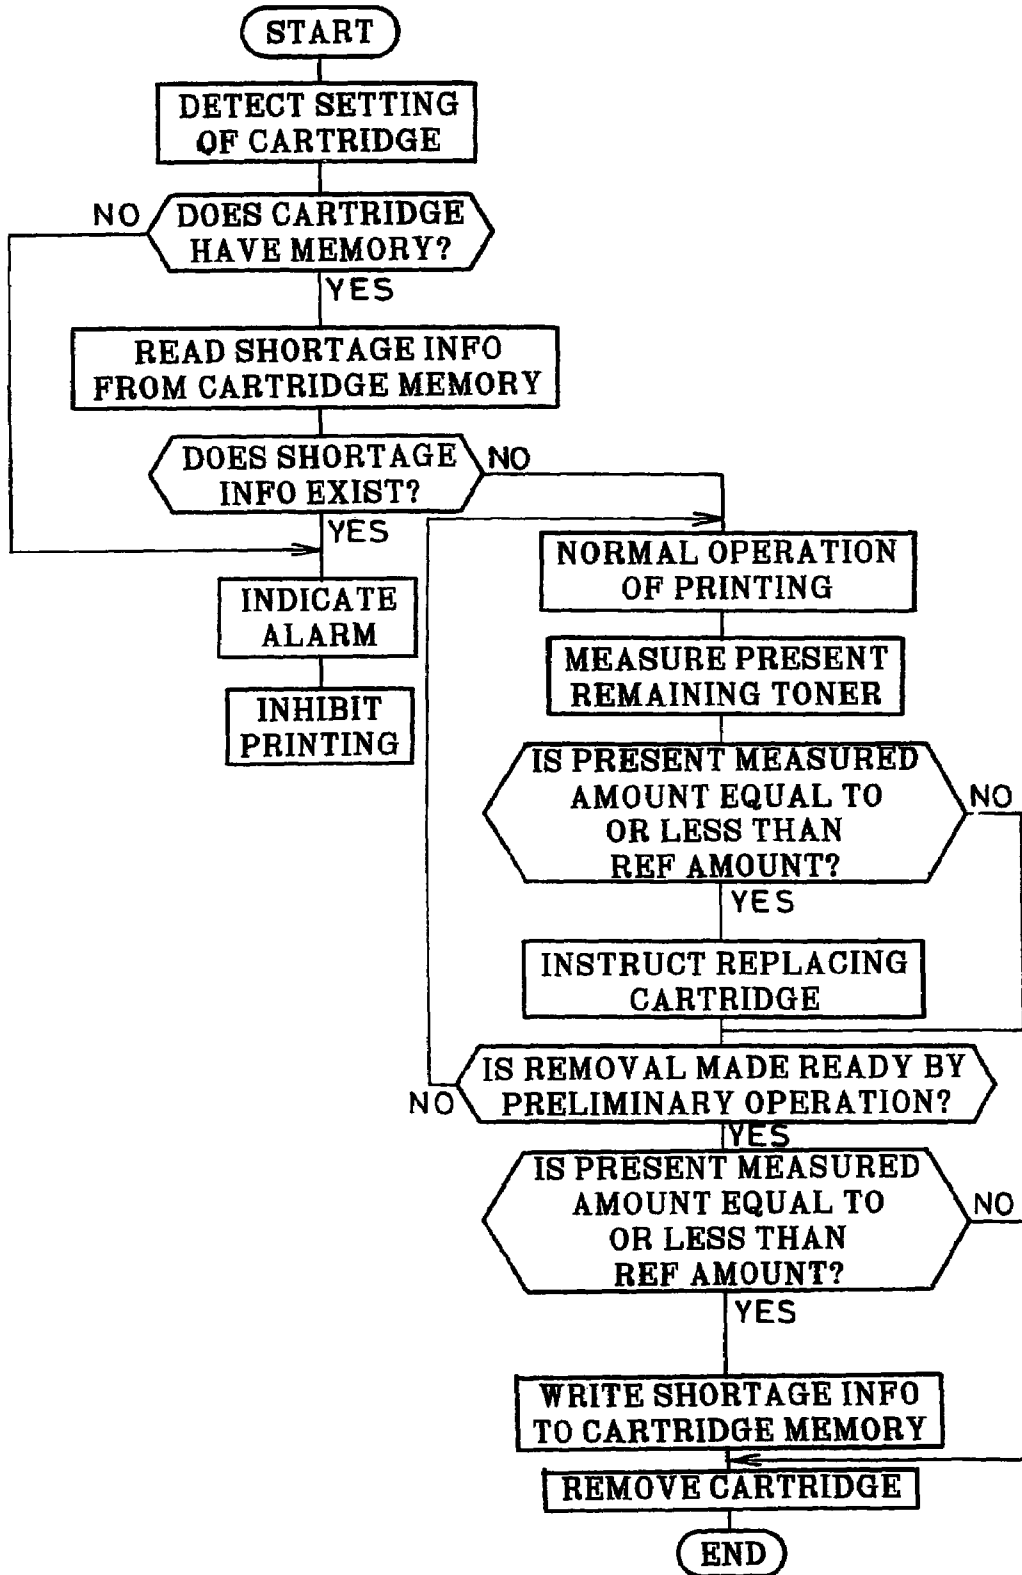 START
DETECT SETTING
OF CARTRIDGE
NO
DOES CARTRIDGE
HAVE MEMORY?
YES
READ SHORTAGE INFO
FROM CARTRIDGE MEMORY
DOES SHORTAGE
INFO EXIST?
NO
YES
INDICATE
ALARM
INHIBIT
PRINTING
NORMAL OPERATION
OF PRINTING
MEASURE PRESENT
REMAINING TONER
IS PRESENT MEASURED
AMOUNT EQUAL TO
OR LESS THAN
REF AMOUNT?
NO
YES
INSTRUCT REPLACING
CARTRIDGE
IS REMOVAL MADE READY BY
PRELIMINARY OPERATION?
NO
YES
IS PRESENT MEASURED
AMOUNT EQUAL TO
OR LESS THAN
REF AMOUNT?
NO
YES
WRITE SHORTAGE INFO
TO CARTRIDGE MEMORY
REMOVE CARTRIDGE
END